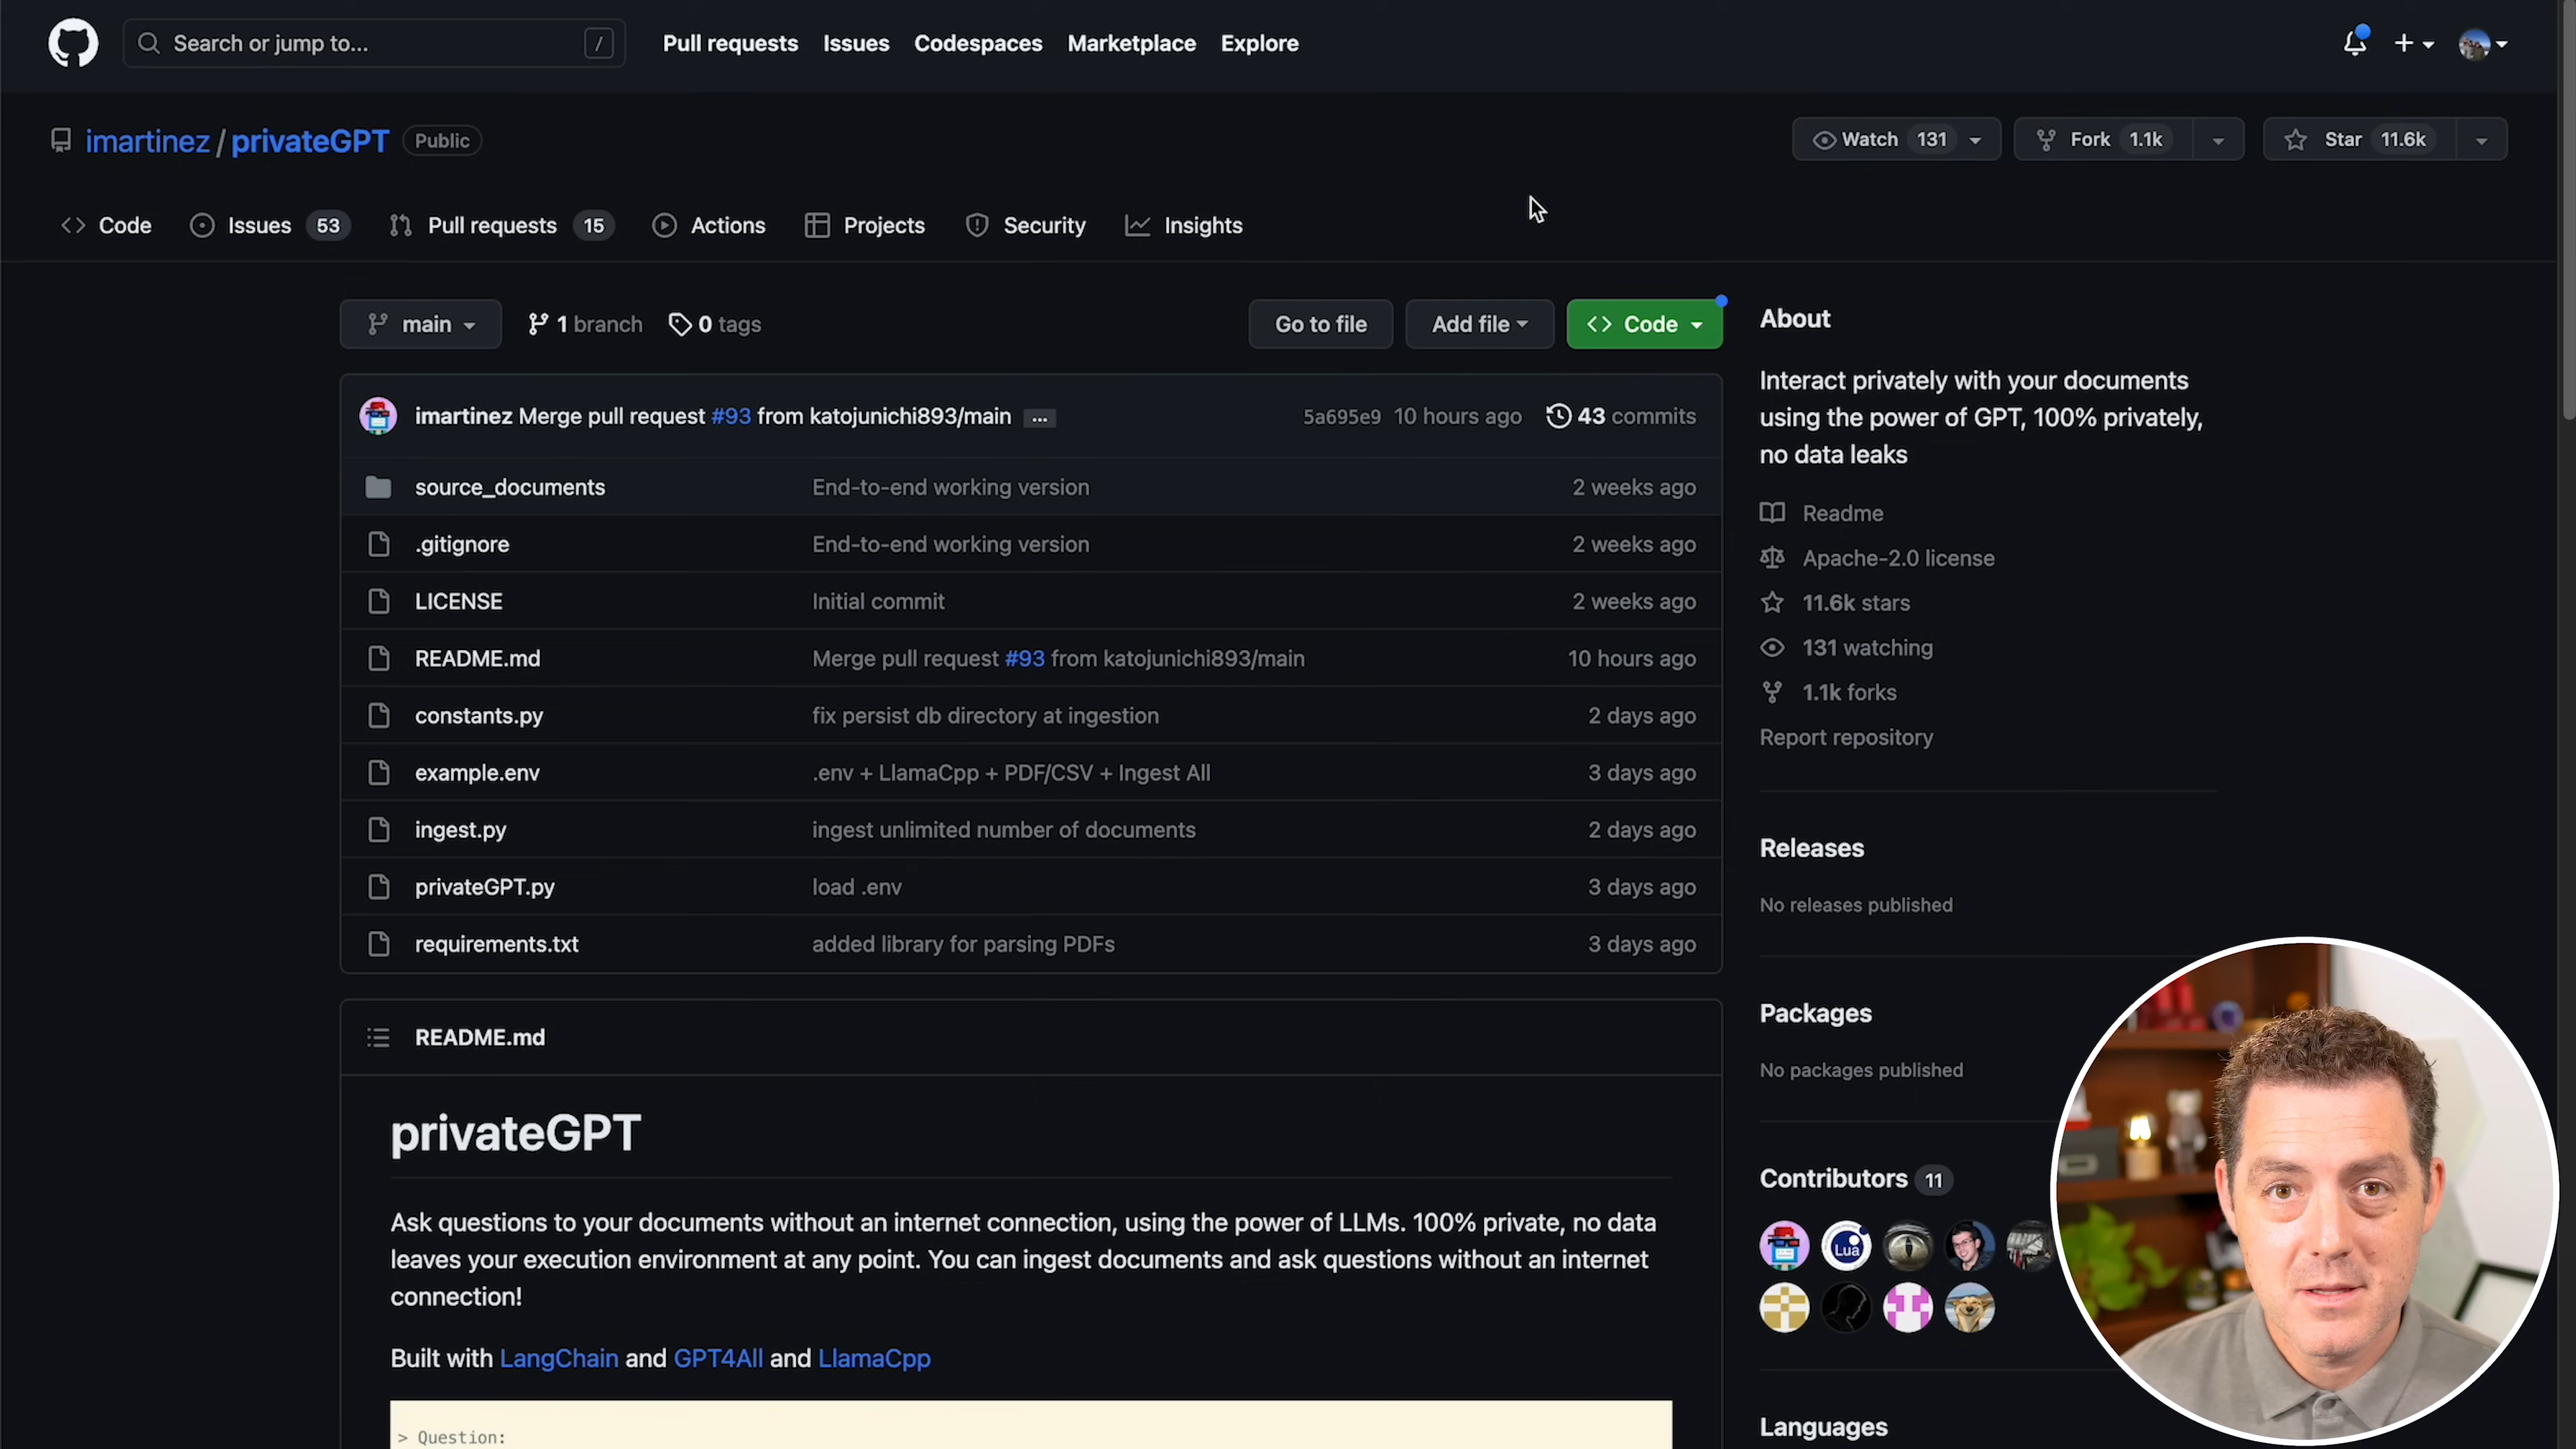 Search or jump to... /
Pull requests Issues Codespaces Marketplace Explore
imartinez / privateGPT Public
Watch 131
Fork 1.1k
Star 11.6k
Code
Issues 53
Pull requests 15
Actions
Projects
Security
Insights
main
1 branch
0 tags
Go to file
Add file
Code
imartinez Merge pull request #93 from katojunichi893/main ... 5a695e9 10 hours ago 43 commits
source_documents End-to-end working version 2 weeks ago
.gitignore End-to-end working version 2 weeks ago
LICENSE Initial commit 2 weeks ago
README.md Merge pull request #93 from katojunichi893/main 10 hours ago
constants.py fix persist db directory at ingestion 2 days ago
example.env .env + LlamaCpp + PDF/CSV + Ingest All 3 days ago
ingest.py ingest unlimited number of documents 2 days ago
privateGPT.py load .env 3 days ago
requirements.txt added library for parsing PDFs 3 days ago
README.md
privateGPT
Ask questions to your documents without an internet connection, using the power of LLMs. 100% private, no data
leaves your execution environment at any point. You can ingest documents and ask questions without an internet
connection!
Built with LangChain and GPT4All and LlamaCpp
> Question:
About
Interact privately with your documents
using the power of GPT, 100% privately,
no data leaks
Readme
Apache-2.0 license
11.6k stars
131 watching
1.1k forks
Report repository
Releases
No releases published
Packages
No packages published
Contributors 11
Lua
Languages